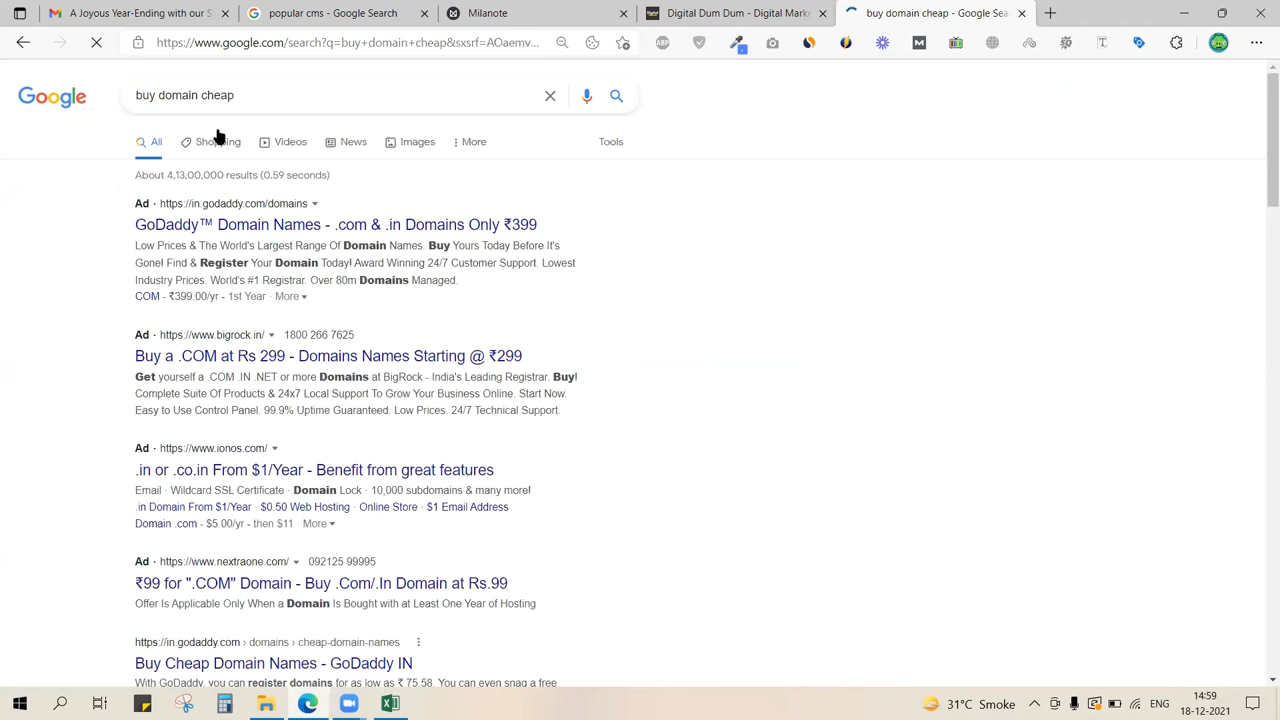 A Joyous Year-Ending with our
google for search - Google Search
Milanote
Digital Dum - Digital Market
buy domain cheap - Google Sea
https://www.google.com/search?q=buy+domain+cheap&sxsrf=AOaemv...
Google
buy domain cheap
All
Shopping
Videos
News
Images
More
Tools
About 4,13,00,000 results (0.59 seconds)
Ad · https://in.godaddy.com/domains
GoDaddy™ Domain Names - .com & .in Domains Only ₹399
Low Prices & The World's Largest Range Of Domain Names. Buy Yours Today Before It's
Gone! Find & Register Your Domain Today! Award Winning 24/7 Customer Support. Lowest
Industry Prices. World's #1 Registrar. Over 80m Domains Managed.
COM - ₹399.00/yr - 1st Year · More
Ad · https://www.bigrock.in/ 1800 266 7625
Buy a .COM at Rs 299 - Domains Names Starting @ ₹299
Get yourself a .COM .IN .NET or more Domains at BigRock - India's Leading Registrar. Buy!
Complete Suite Of Products & 24x7 Local Support To Grow Your Business Online. Start Now.
Easy to Use Control Panel. 99.9% Uptime Guaranteed. Low Prices. 24/7 Technical Support.
Ad · https://www.ionos.com/
.in or .co.in From $1/Year - Benefit from great features
Email · Wildcard SSL Certificate · Domain Lock · 10,000 subdomains & many more!
.in Domain From $1/Year · $0.50 Web Hosting · Online Store · $1 Email Address
Domain .com - $5.00/yr - then $11 · More
Ad · https://www.nextraone.com/ 092125 99995
₹99 for ".COM" Domain - Buy .Com/.In Domain at Rs.99
Offer Is Applicable Only When a Domain Is Bought with at Least One Year of Hosting
https://in.godaddy.com › domains › cheap-domain-names
Buy Cheap Domain Names - GoDaddy IN
With GoDaddy, you can register domains for as low as ₹ 75.58. You can even snag a free
31°C Smoke
ENG
14:59
18-12-2021